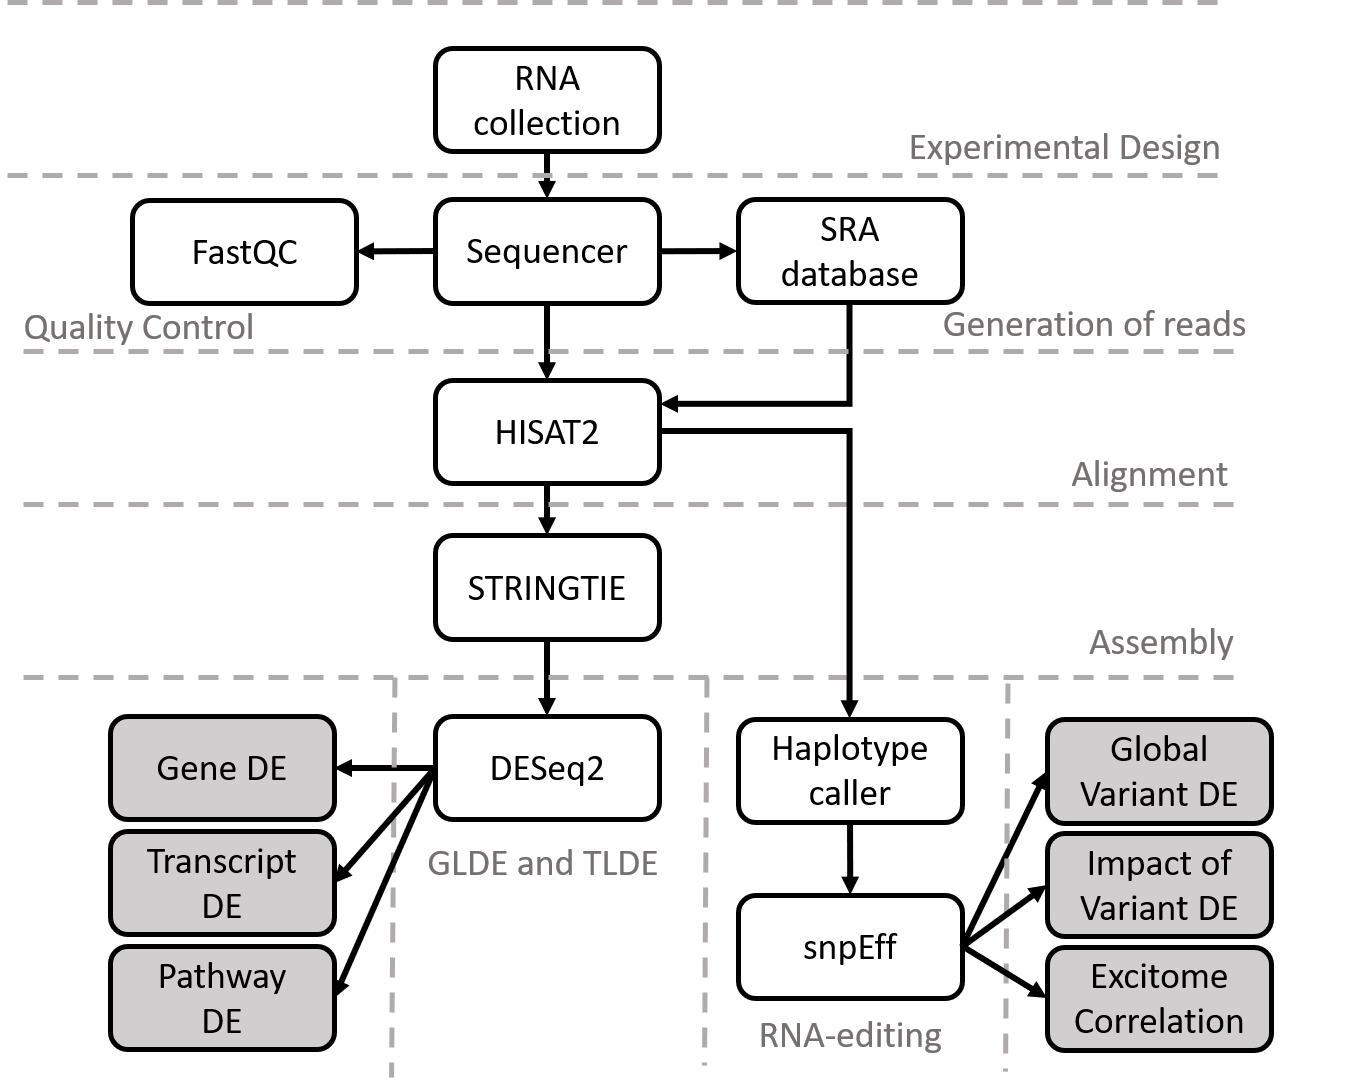 RNA
collection
Experimental Design
FastQC
Sequencer
SRA
database
Quality Control
Generation of reads
HISAT2
Alignment
STRINGTIE
Assembly
Gene DE
DESeq2
Haplotype
caller
Global
Variant DE
Transcript
DE
GLDE and TLDE
Impact of
Variant DE
Pathway
DE
snpEff
RNA-editing
Excitome
Correlation